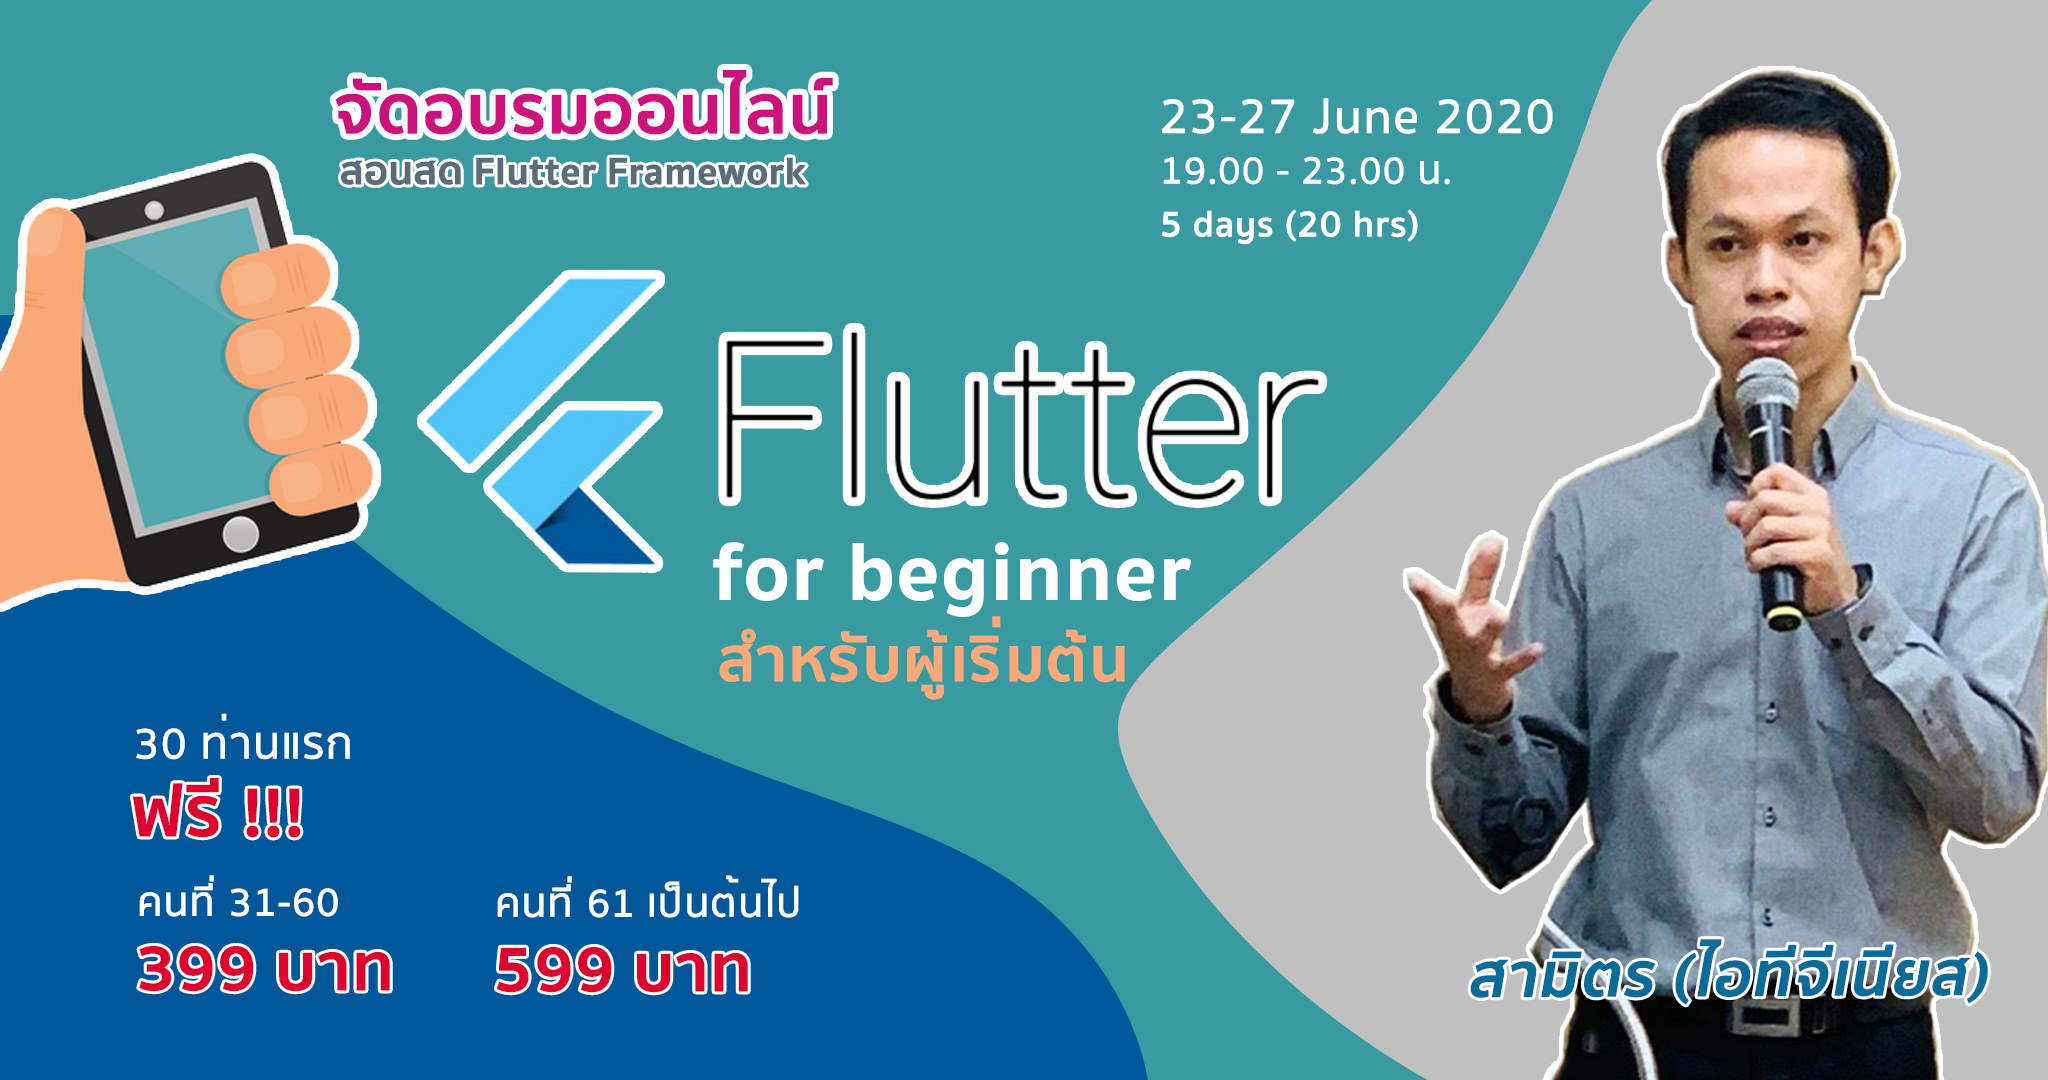 จัดอบรมออนไลน์
สอนสด Flutter Framework
23-27 June 2020
19.00 - 23.00 น.
5 days (20 hrs)
Flutter
for beginner
สำหรับผู้เริ่มต้น
30 ท่านแรก
ฟรี !!!
คนที่ 31-60
399 บาท
คนที่ 61 เป็นต้นไป
599 บาท
สามิตร (ไอทีจีเนียส)